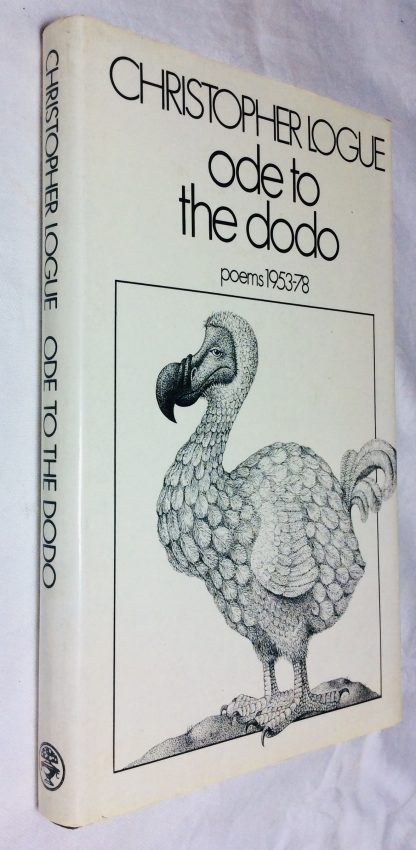 CHRISTOPHER LOGUE
ode to
the dodo
poems 1953-78
CHRISTOPHER LOGUE ODE TO THE DODO